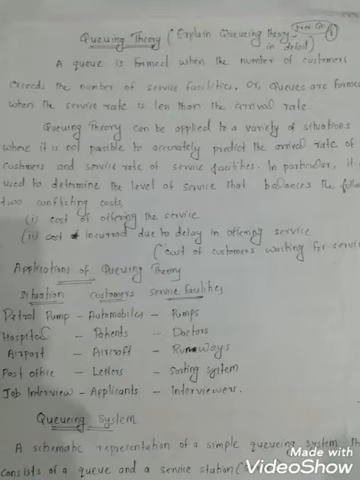 Queuing Theory (Explain Queueing theory in detail)
A queue is formed when the number of customers
exceeds the number of service facilities. Or, Queues are formed
when the service rate is less than the arrival rate
Queuing Theory can be applied to a variety of situations
where it is not possible to accurately predict the arrival rate of
customers and service rate of service facilities. In particular, it
used to determine the level of service that balances the
two conflicting costs,
(i) cost of offering the service
(ii) cost incurred due to delay in offering service
(cost of customers waiting for service
Applications of Queuing Theory
Situation customers service facilities
Petrol Pump - Automobiles - Pumps
Hospital - Patients - Doctors
Airport - Aircraft - Runways
Post office - Letters - Sorting system
Job Interview - Applicants - Interviewers.
Queueing System
A schematic representation of a simple queueing system
consists of a queue and a service station (
Made with
VideoShow